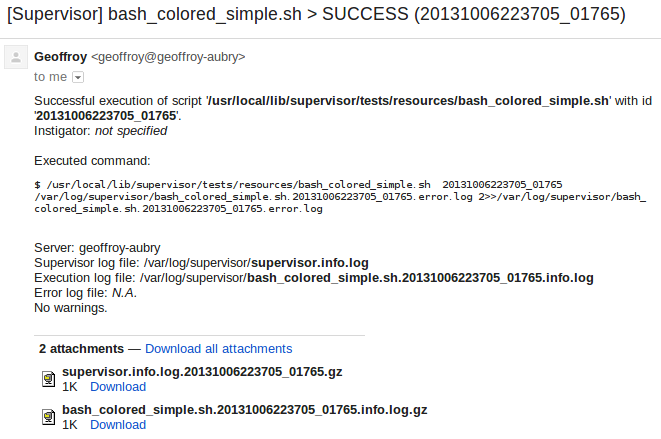 [Supervisor] bash_colored_simple.sh > SUCCESS (20131006223705_01765)
Geoffroy <geoffroy@geoffroy-aubry>
to me
Successful execution of script '/usr/local/lib/supervisor/tests/resources/bash_colored_simple.sh' with id
'20131006223705_01765'.
Instigator: not specified
Executed command:
$ /usr/local/lib/supervisor/tests/resources/bash_colored_simple.sh  20131006223705_01765
/var/log/supervisor/bash_colored_simple.sh.20131006223705_01765.error.log 2>>/var/log/supervisor/bash_
colored_simple.sh.20131006223705_01765.error.log
Server: geoffroy-aubry
Supervisor log file: /var/log/supervisor/supervisor.info.log
Execution log file: /var/log/supervisor/bash_colored_simple.sh.20131006223705_01765.info.log
Error log file: N.A.
No warnings.
2 attachments — Download all attachments
supervisor.info.log.20131006223705_01765.gz
1K Download
bash_colored_simple.sh.20131006223705_01765.info.log.gz
1K Download